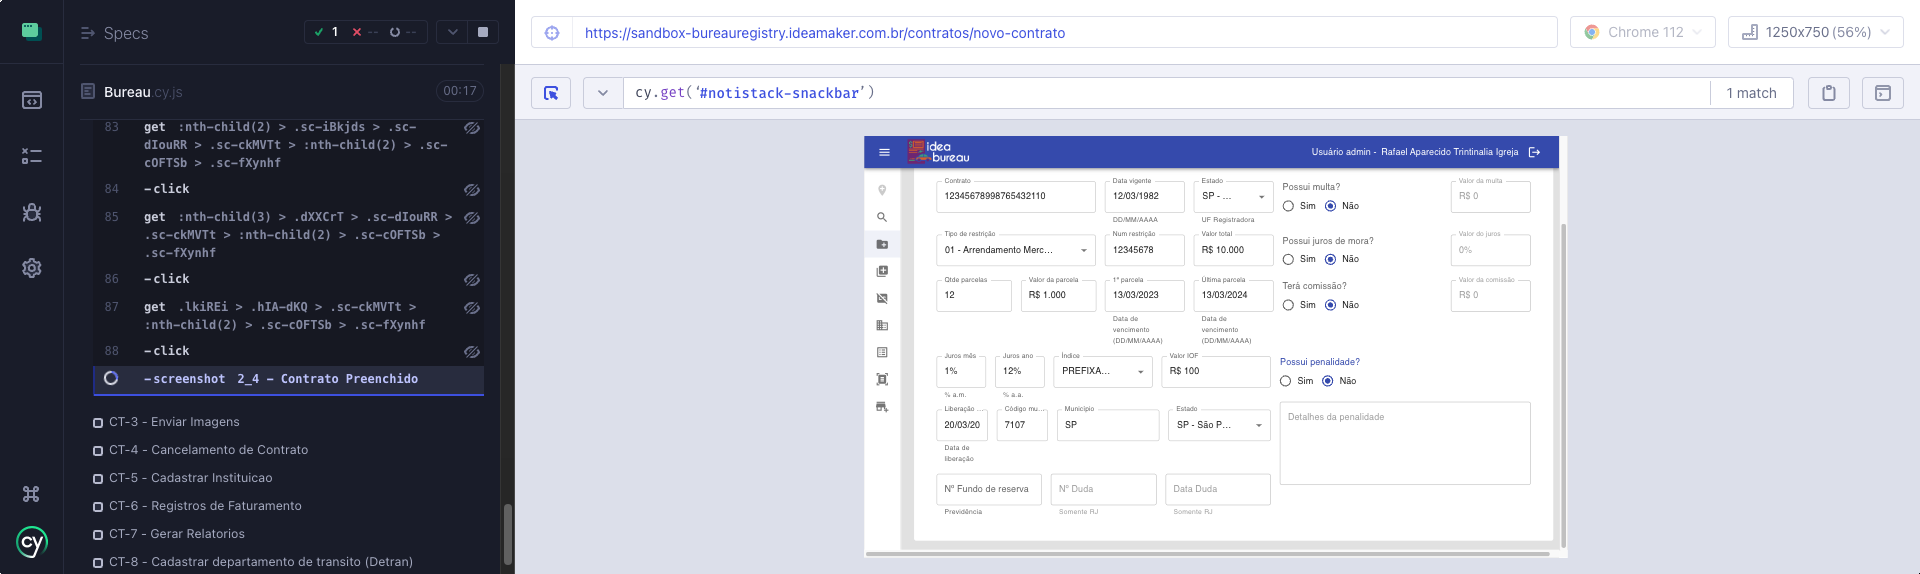 Specs
1
--
--
https://sandbox-bureauregistry.ideamaker.com.br/contratos/novo-contrato
Chrome 112
1250x750 (56%)
Bureau.cy.js
00:17
cy.get('#notistack-snackbar')
1 match
83 get :nth-child(2) > .sc-iBkjds > .sc-
dIouRR > .sc-ckMVTt > :nth-child(2) > .sc-
cOFTSb > .sc-fXynhf
84 -click
85 get :nth-child(3) > .dXXCrT > .sc-dIouRR >
.sc-ckMVTt > :nth-child(2) > .sc-cOFTSb >
.sc-fXynhf
86 -click
87 get .lkiREi > .hIA-dKQ > .sc-ckMVTt >
:nth-child(2) > .sc-cOFTSb > .sc-fXynhf
88 -click
-screenshot 2_4 - Contrato Preenchido
CT-3 - Enviar Imagens
CT-4 - Cancelamento de Contrato
CT-5 - Cadastrar Instituicao
CT-6 - Registros de Faturamento
CT-7 - Gerar Relatorios
CT-8 - Cadastrar departamento de transito (Detran)
cy
idea
bureau
Usuário admin - Rafael Aparecido Trintinalia Igreja
Contrato
12345678998765432110
Data vigente
12/03/1982
DD/MM/AAAA
Estado
SP - ...
UF Registradora
Possui multa?
Sim Não
Valor da multa
R$ 0
Tipo de restrição
01 - Arrendamento Merc...
Num restrição
12345678
Valor total
R$ 10.000
Possui juros de mora?
Sim Não
Valor do juros
0%
Qtde parcelas
12
Valor da parcela
R$ 1.000
1ª parcela
13/03/2023
Data de
vencimento
(DD/MM/AAAA)
Última parcela
13/03/2024
Data de
vencimento
(DD/MM/AAAA)
Terá comissão?
Sim Não
Valor da comissão
R$ 0
Juros mês
1%
% a.m.
Juros ano
12%
% a.a.
Índice
PREFIXA...
Valor IOF
R$ 100
Possui penalidade?
Sim Não
Liberação ...
20/03/20
Data de
liberação
Código mu...
7107
Município
SP
Estado
SP - São P...
Detalhes da penalidade
Nº Fundo de reserva
Previdência
Nº Duda
Somente RJ
Data Duda
Somente RJ